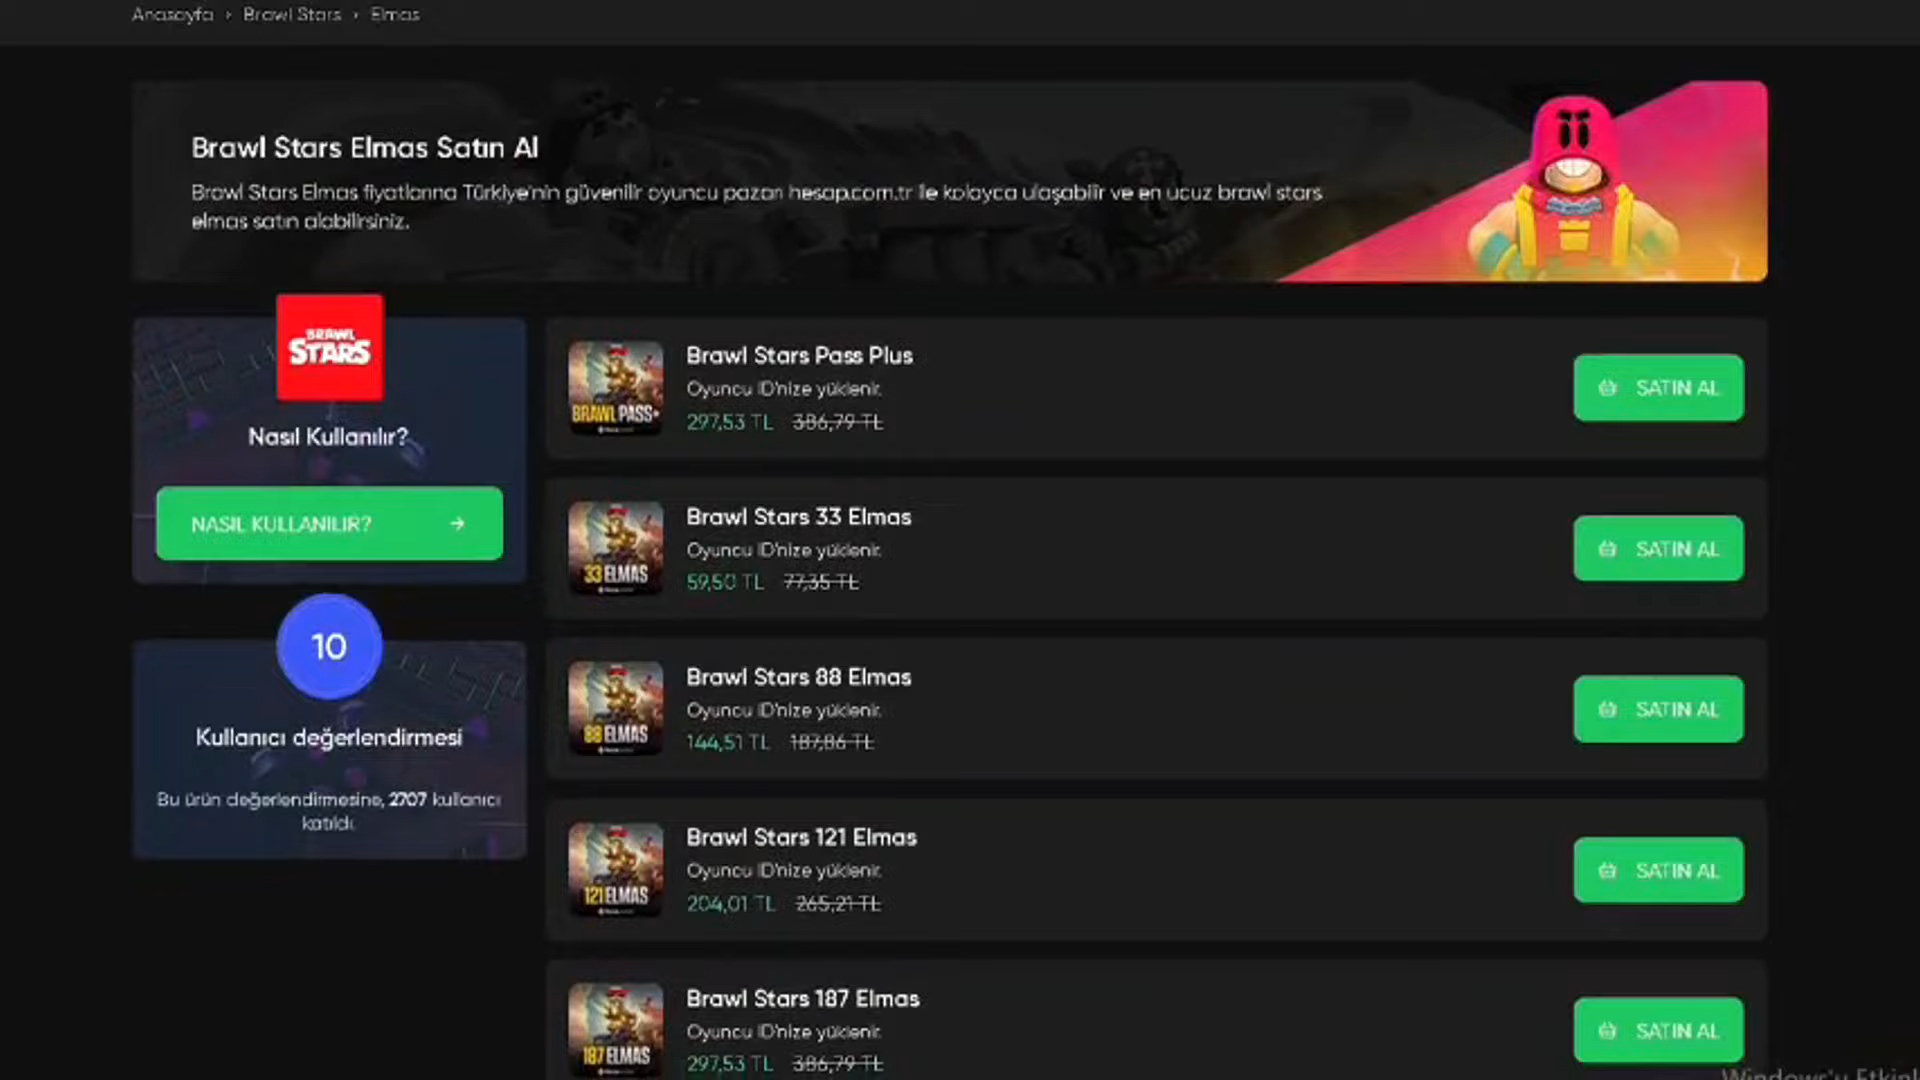 Anasayfa › Brawl Stars › Elmas
Brawl Stars Elmas Satın Al
Brawl Stars Elmas fiyatlarına Türkiye'nin güvenilir oyuncu pazarı hesap.com.tr ile kolayca ulaşabilir ve en ucuz brawl stars
elmas satın alabilirsiniz.
BRAWL
STARS
Nasıl Kullanılır?
NASIL KULLANILIR? →
10
Kullanıcı değerlendirmesi
Bu ürün değerlendirmesine, 2707 kullanıcı
katıldı.
BRAWL PASS+
Brawl Stars Pass Plus
Oyuncu ID'nize yüklenir.
297,53 TL 386,79 TL
SATIN AL
33 ELMAS
Brawl Stars 33 Elmas
Oyuncu ID'nize yüklenir.
59,50 TL 77,35 TL
SATIN AL
88 ELMAS
Brawl Stars 88 Elmas
Oyuncu ID'nize yüklenir.
144,51 TL 187,86 TL
SATIN AL
121 ELMAS
Brawl Stars 121 Elmas
Oyuncu ID'nize yüklenir.
204,01 TL 265,21 TL
SATIN AL
187 ELMAS
Brawl Stars 187 Elmas
Oyuncu ID'nize yüklenir.
297,53 TL 386,79 TL
SATIN AL
Windows'u Etkinl